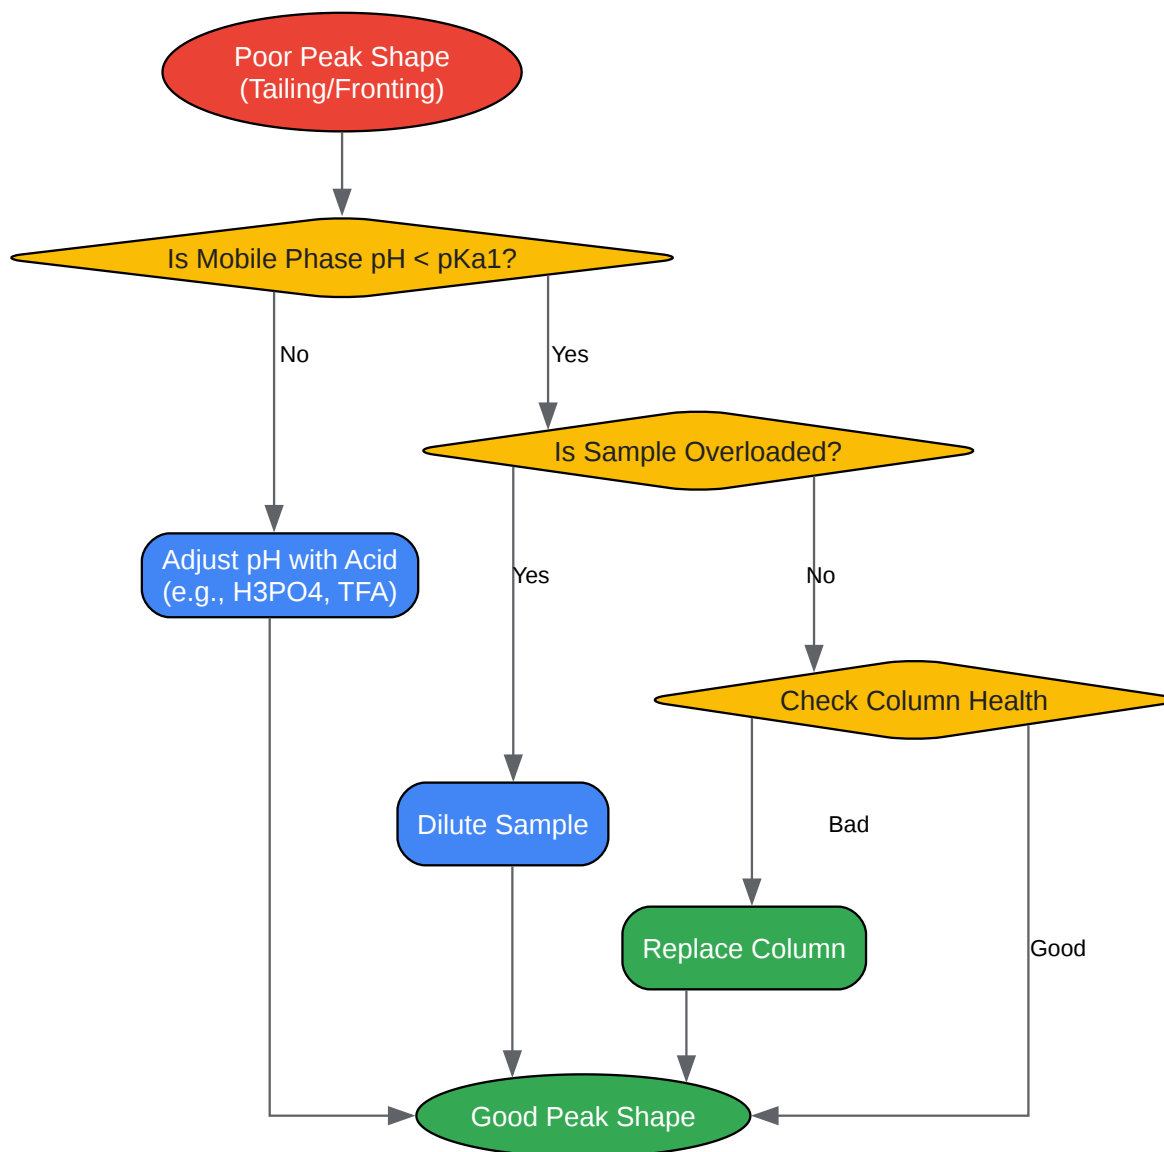 Poor Peak Shape
(Tailing/Fronting)
Is Mobile Phase pH < pKa1?
No
Yes
Is Sample Overloaded?
Adjust pH with Acid
(e.g., H3PO4, TFA)
Yes
No
Check Column Health
Dilute Sample
Bad
Replace Column
Good
Good Peak Shape